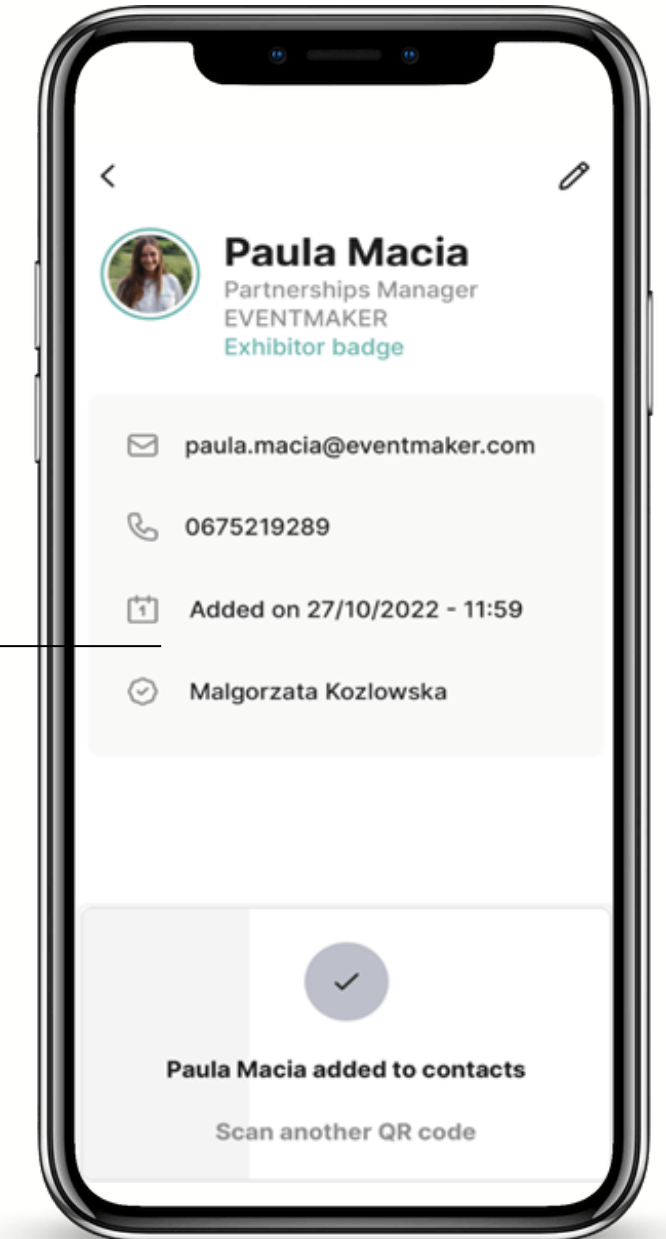 Paula Macia
Partnerships Manager
EVENTMAKER
Exhibitor badge
paula.macia@eventmaker.com
0675219289
1
Added on 27/10/2022 - 11:59
Malgorzata Kozlowska
Paula Macia added to contacts
Scan another QR code